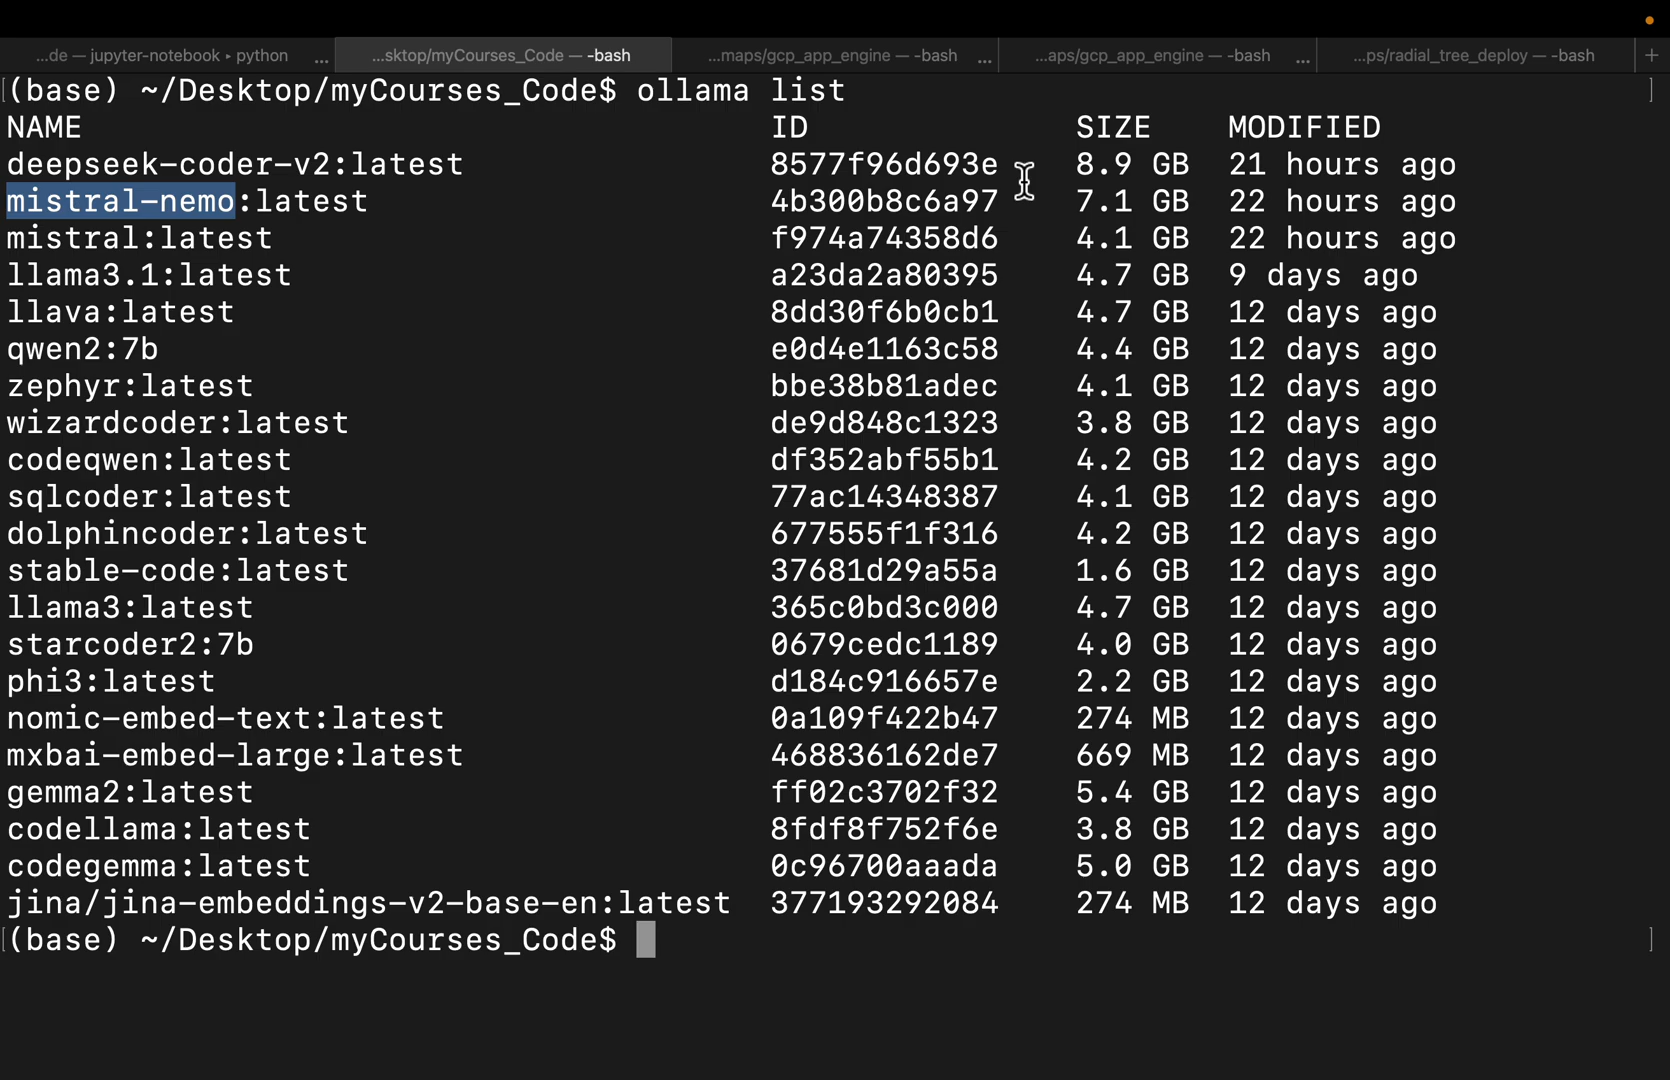 ...de — jupyter-notebook ▸ python ... ...sktop/myCourses_Code — -bash ...maps/gcp_app_engine — -bash ... ...aps/gcp_app_engine — -bash ... ...ps/radial_tree_deploy — -bash +
[(base) ~/Desktop/myCourses_Code$ ollama list ]
NAME ID SIZE MODIFIED
deepseek-coder-v2:latest 8577f96d693e 8.9 GB 21 hours ago
mistral-nemo:latest 4b300b8c6a97 7.1 GB 22 hours ago
mistral:latest f974a74358d6 4.1 GB 22 hours ago
llama3.1:latest a23da2a80395 4.7 GB 9 days ago
llava:latest 8dd30f6b0cb1 4.7 GB 12 days ago
qwen2:7b e0d4e1163c58 4.4 GB 12 days ago
zephyr:latest bbe38b81adec 4.1 GB 12 days ago
wizardcoder:latest de9d848c1323 3.8 GB 12 days ago
codeqwen:latest df352abf55b1 4.2 GB 12 days ago
sqlcoder:latest 77ac14348387 4.1 GB 12 days ago
dolphincoder:latest 677555f1f316 4.2 GB 12 days ago
stable-code:latest 37681d29a55a 1.6 GB 12 days ago
llama3:latest 365c0bd3c000 4.7 GB 12 days ago
starcoder2:7b 0679cedc1189 4.0 GB 12 days ago
phi3:latest d184c916657e 2.2 GB 12 days ago
nomic-embed-text:latest 0a109f422b47 274 MB 12 days ago
mxbai-embed-large:latest 468836162de7 669 MB 12 days ago
gemma2:latest ff02c3702f32 5.4 GB 12 days ago
codellama:latest 8fdf8f752f6e 3.8 GB 12 days ago
codegemma:latest 0c96700aaada 5.0 GB 12 days ago
jina/jina-embeddings-v2-base-en:latest 377193292084 274 MB 12 days ago
[(base) ~/Desktop/myCourses_Code$ ]